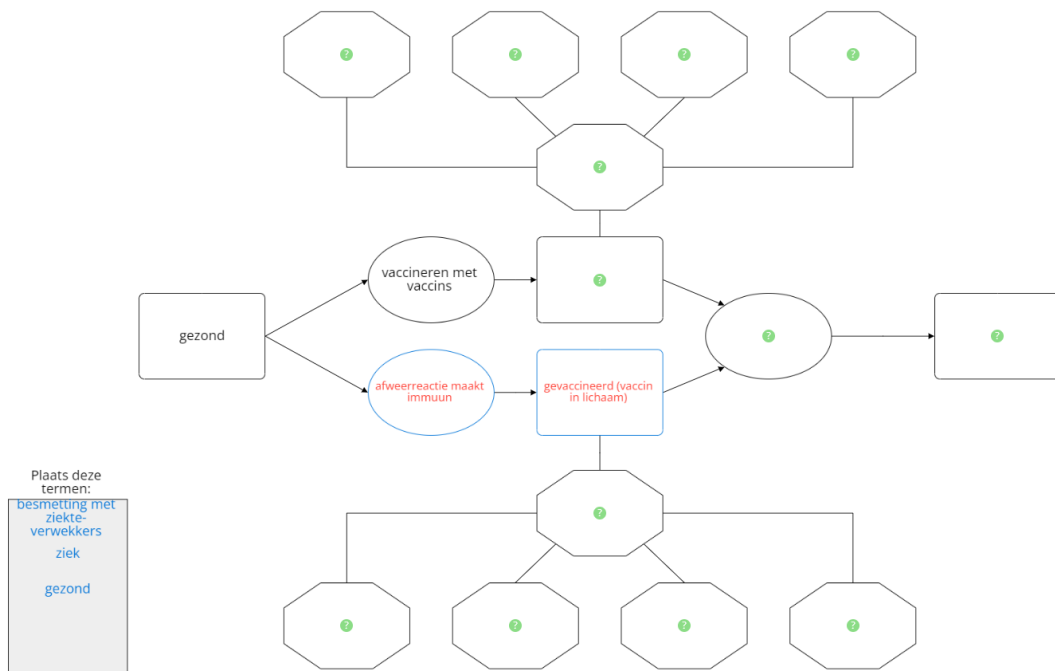 ?
?
?
?
?
vaccineren met
vaccins
?
gezond
?
?
afweerreactie maakt
immuun
gevaccineerd (vaccin
in lichaam)
Plaats deze
termen:
besmetting met
ziekte-
verwekkers
ziek
gezond
?
?
?
?
?